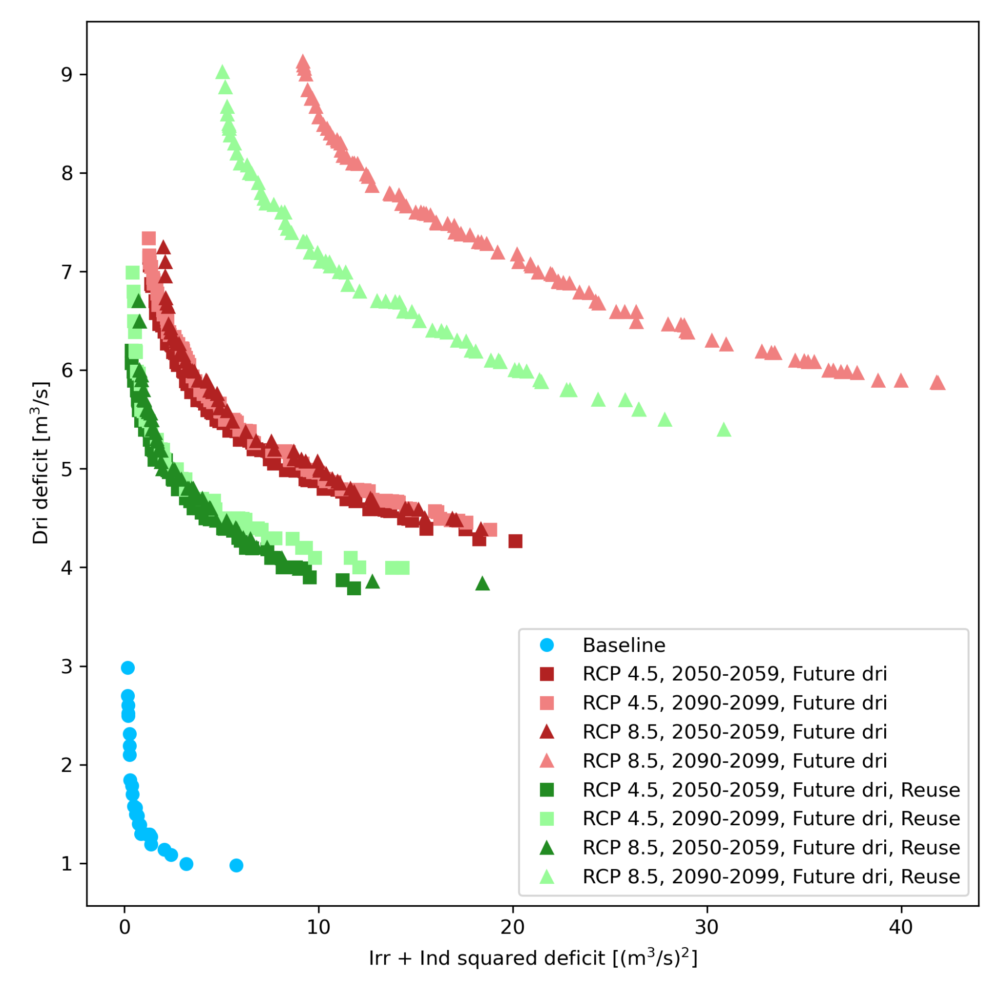 9
8
7
6
5
4
3
2
1
Dri deficit [m³/s]
Baseline
RCP 4.5, 2050-2059, Future dri
RCP 4.5, 2090-2099, Future dri
RCP 8.5, 2050-2059, Future dri
RCP 8.5, 2090-2099, Future dri
RCP 4.5, 2050-2059, Future dri, Reuse
RCP 4.5, 2090-2099, Future dri, Reuse
RCP 8.5, 2050-2059, Future dri, Reuse
RCP 8.5, 2090-2099, Future dri, Reuse
0 10 20 30 40
Irr + Ind squared deficit [(m³/s)²]